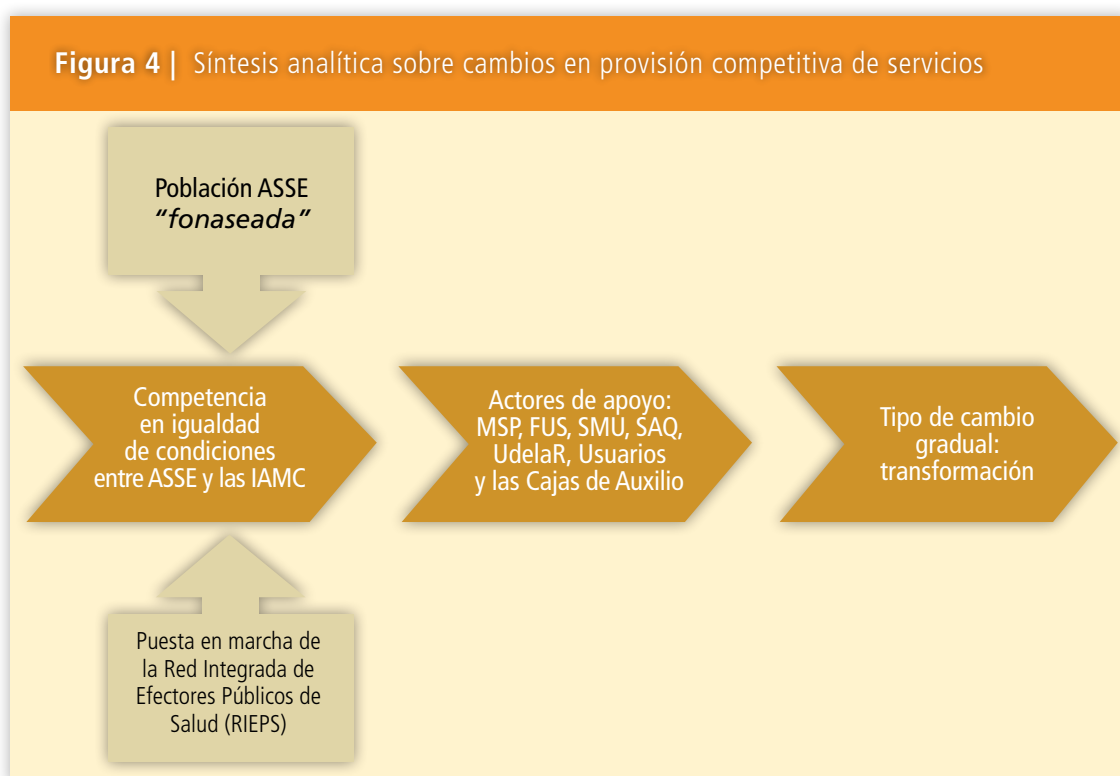 Figura 4 | Síntesis analítica sobre cambios en provisión competitiva de servicios
Población ASSE
“fonaseada”
Competencia
en igualdad
de condiciones
entre ASSE y las IAMC
Actores de apoyo:
MSP, FUS, SMU, SAQ,
UdelaR, Usuarios
y las Cajas de Auxilio
Tipo de cambio
gradual:
transformación
Puesta en marcha de
la Red Integrada de
Efectores Públicos de
Salud (RIEPS)